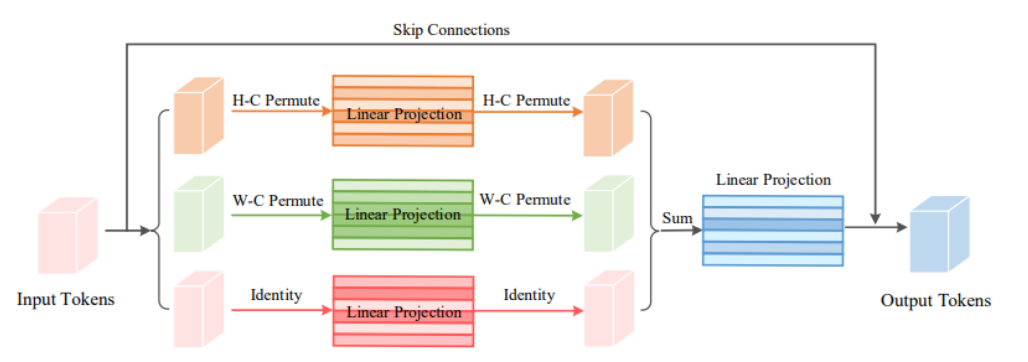 Skip Connections
H-C Permute
Linear Projection
H-C Permute
W-C Permute
Linear Projection
W-C Permute
Identity
Linear Projection
Identity
Input Tokens
Sum
Linear Projection
Output Tokens